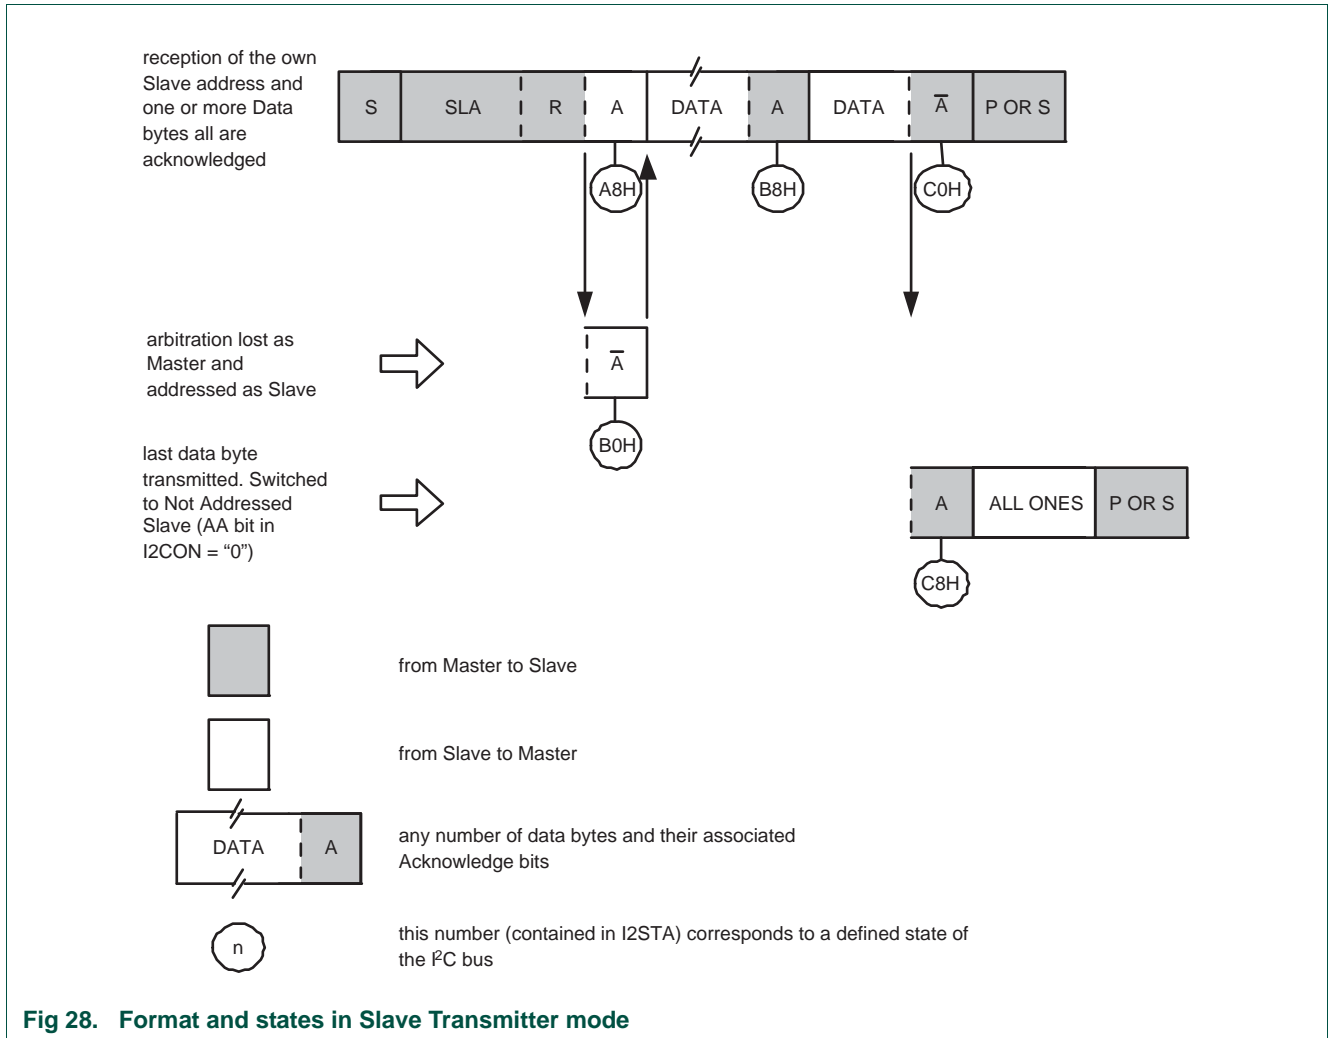 reception of the own
Slave address and
one or more Data
bytes all are
acknowledged
S SLA R A DATA A DATA A̅ P OR S
A8H B8H C0H
arbitration lost as
Master and
addressed as Slave
A̅
B0H
last data byte
transmitted. Switched
to Not Addressed
Slave (AA bit in
I2CON = “0”)
A ALL ONES P OR S
C8H
from Master to Slave
from Slave to Master
DATA A
any number of data bytes and their associated
Acknowledge bits
n
this number (contained in I2STA) corresponds to a defined state of
the I²C bus
Fig 28. Format and states in Slave Transmitter mode